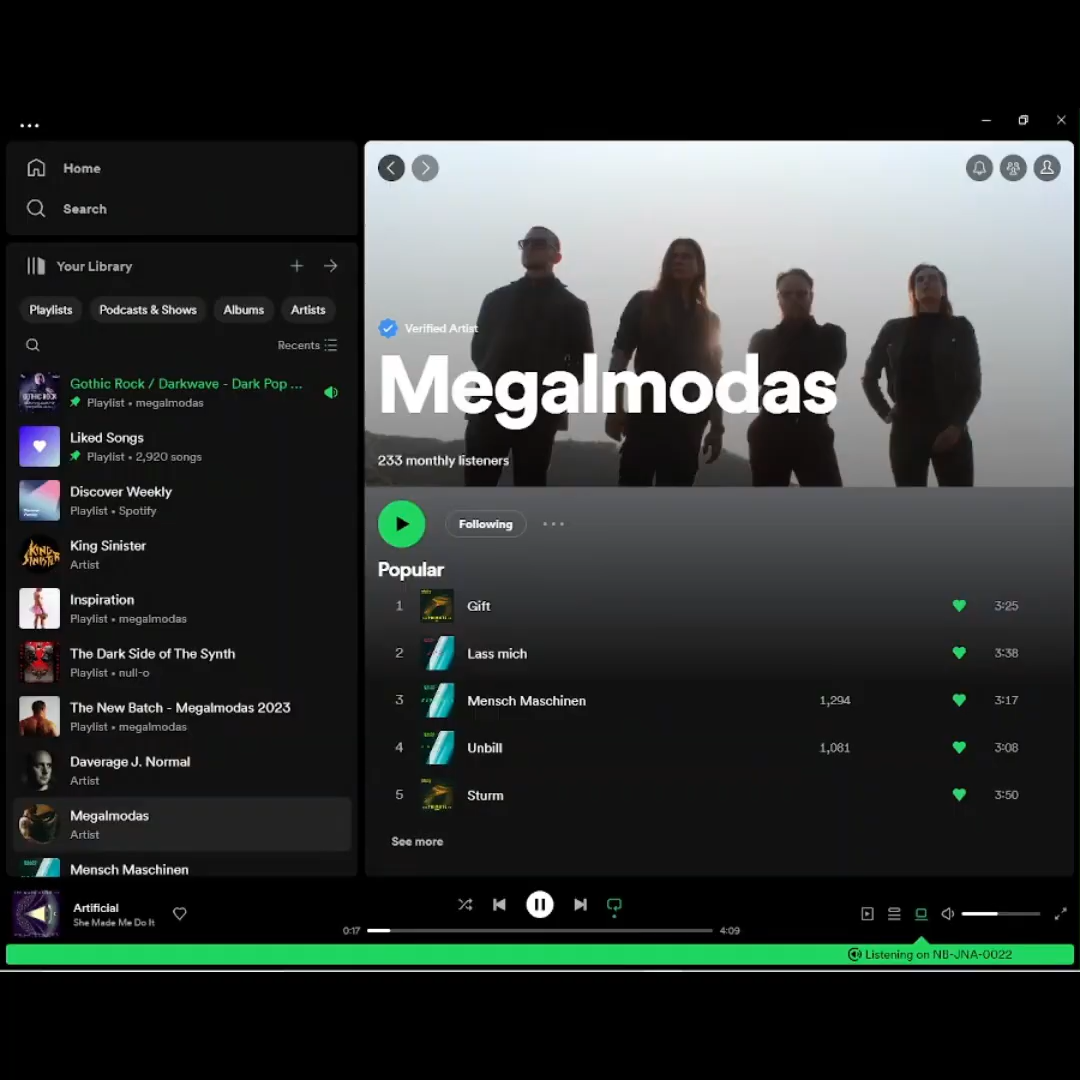 Home
Search
Your Library
Playlists
Podcasts & Shows
Albums
Artists
Recents
Gothic Rock / Darkwave - Dark Pop ...
Playlist • megalmodas
Liked Songs
Playlist • 2,920 songs
Discover Weekly
Playlist • Spotify
King Sinister
Artist
Inspiration
Playlist • megalmodas
The Dark Side of The Synth
Playlist • null-o
The New Batch - Megalmodas 2023
Playlist • megalmodas
Daverage J. Normal
Artist
Megalmodas
Artist
Mensch Maschinen
Verified Artist
Megalmodas
233 monthly listeners
Following
Popular
1 Gift 3:25
2 Lass mich 3:38
3 Mensch Maschinen 1,294 3:17
4 Unbill 1,081 3:08
5 Sturm 3:50
See more
Artificial
She Made Me Do It
0:17
4:09
Listening on NB-JNA-0022
GOTHIC ROCK
KING SINISTER